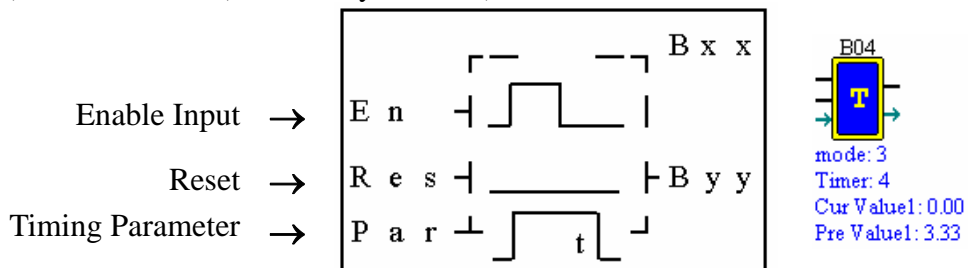 B x x
Enable Input → E n
Reset → R e s B y y
Timing Parameter → P a r t
B04
T
mode: 3
Timer: 4
Cur Value1: 0.00
Pre Value1: 3.33